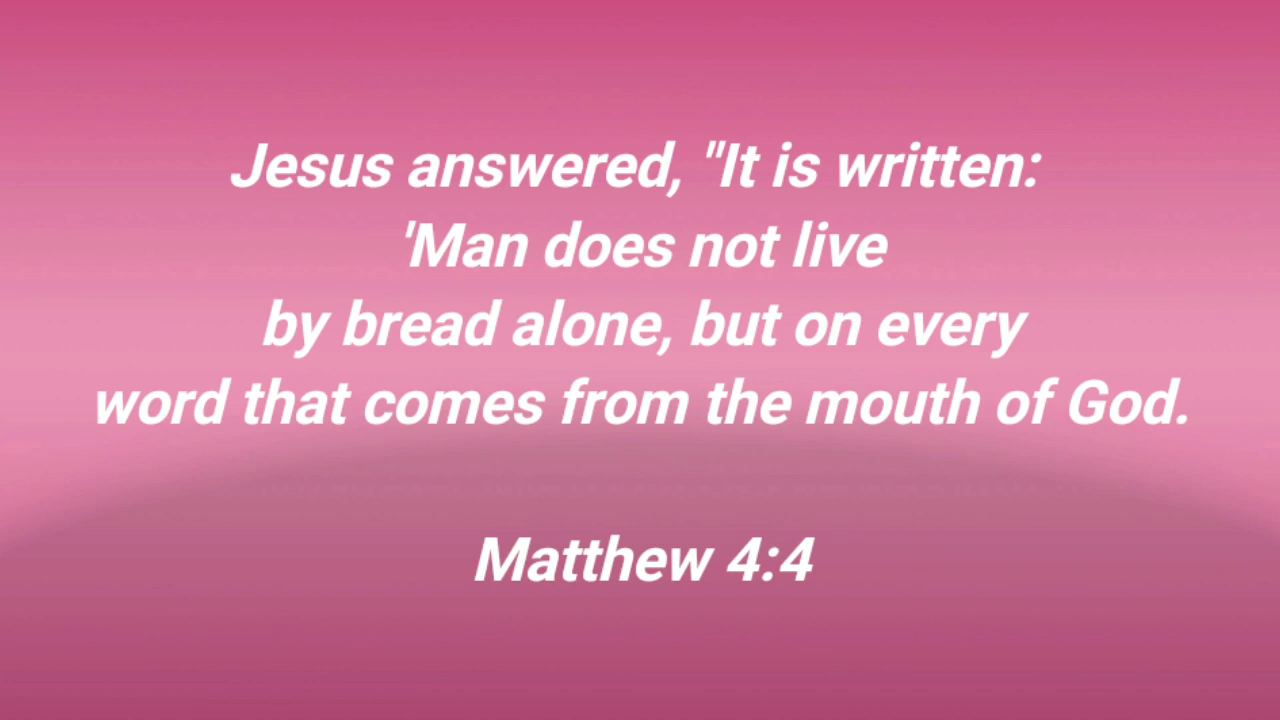 Jesus answered, "It is written:
'Man does not live
by bread alone, but on every
word that comes from the mouth of God.
Matthew 4:4